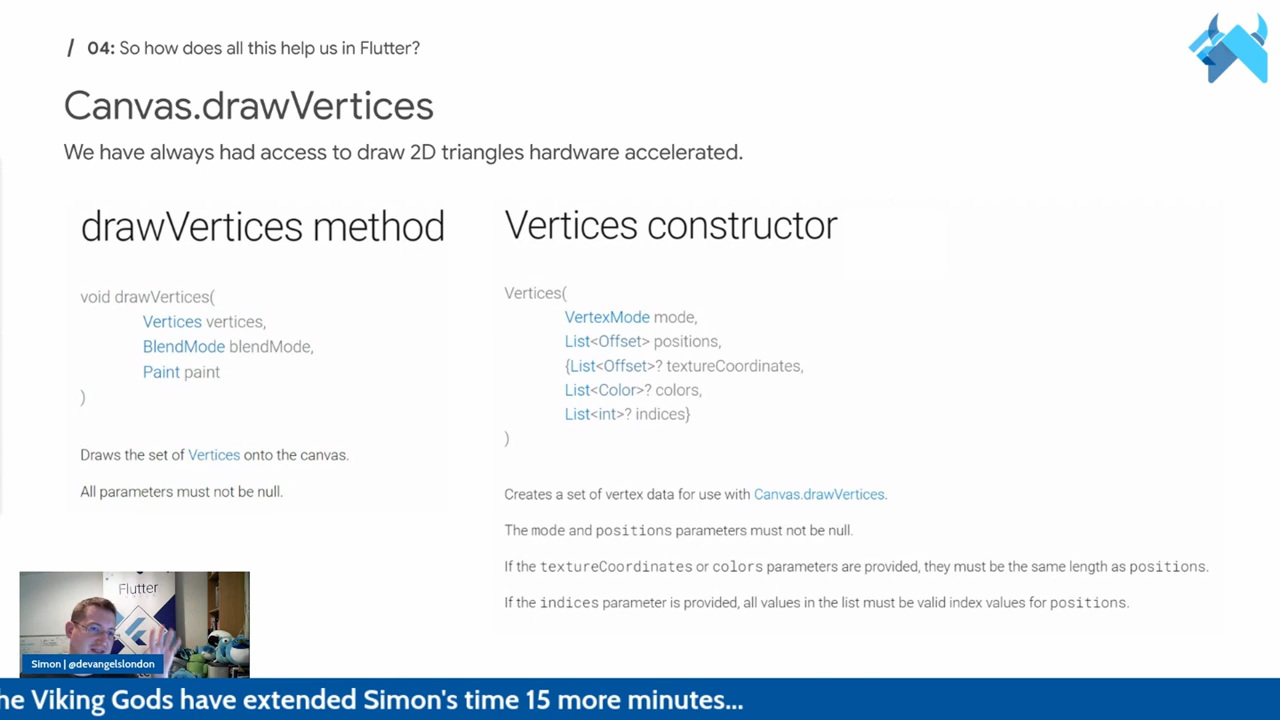 / 04: So how does all this help us in Flutter?
Canvas.drawVertices
We have always had access to draw 2D triangles hardware accelerated.
drawVertices method
void drawVertices(
Vertices vertices,
BlendMode blendMode,
Paint paint
)
Draws the set of Vertices onto the canvas.
All parameters must not be null.
Vertices constructor
Vertices(
VertexMode mode,
List<Offset> positions,
{List<Offset>? textureCoordinates,
List<Color>? colors,
List<int>? indices}
)
Creates a set of vertex data for use with Canvas.drawVertices.
The mode and positions parameters must not be null.
If the textureCoordinates or colors parameters are provided, they must be the same length as positions.
If the indices parameter is provided, all values in the list must be valid index values for positions.
Flutter
Simon | @devangelslondon
he Viking Gods have extended Simon's time 15 more minutes...